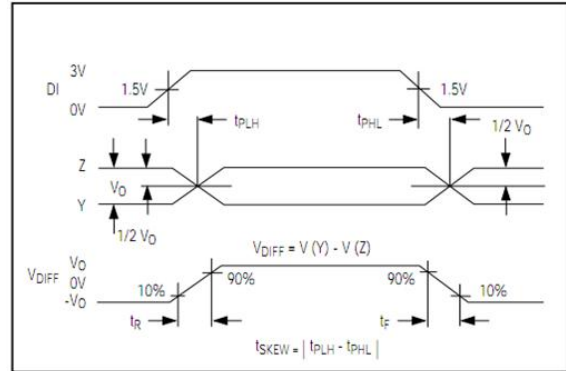 3V
DI
1.5V
1.5V
0V
tPLH
tPHL
1/2 VO
Z
VO
Y
1/2 VO
VDIFF = V (Y) - V (Z)
VO
VDIFF 0V
-VO
10%
90%
90%
10%
tR
tF
tSKEW = | tPLH - tPHL |